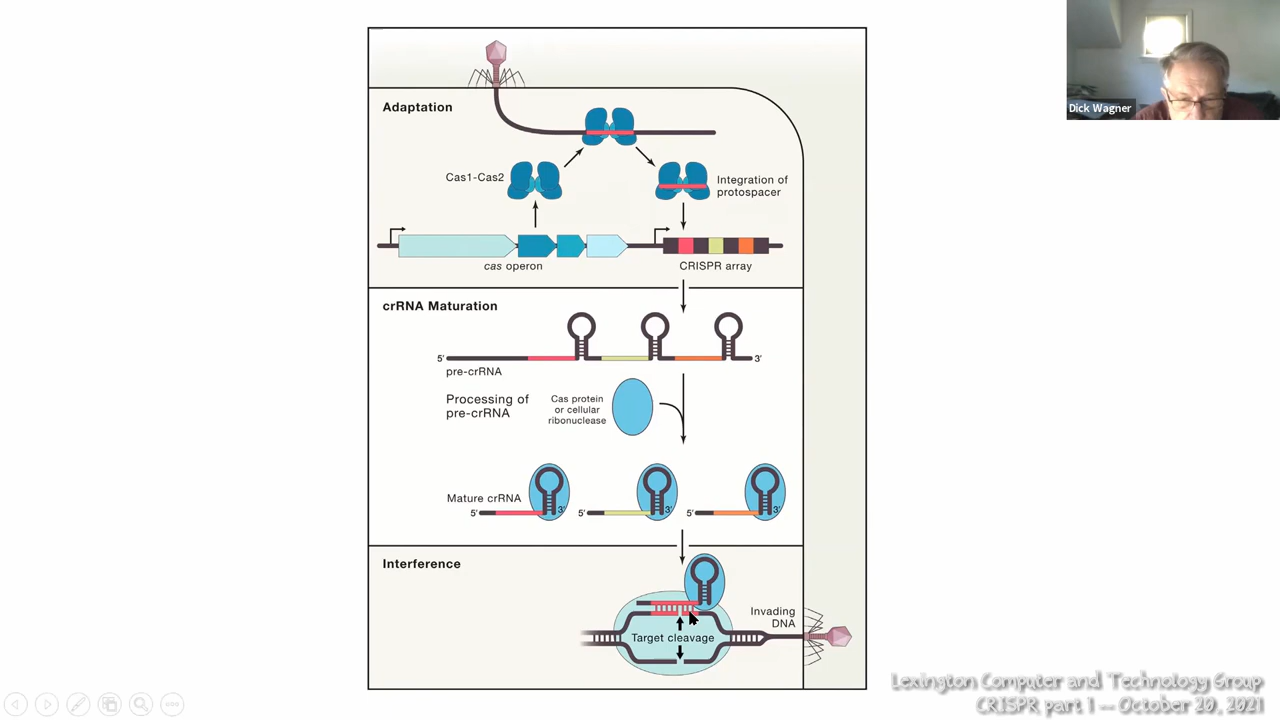 Dick Wagner
Adaptation
Cas1-Cas2
Integration of
protospacer
cas operon
CRISPR array
crRNA Maturation
5′
3′
pre-crRNA
Processing of
pre-crRNA
Cas protein
or cellular
ribonuclease
Mature crRNA
5′
3′
5′
3′
5′
3′
Interference
Invading
DNA
Target cleavage
Lexington Computer and Technology Group
CRISPR part 1 -- October 20, 2021